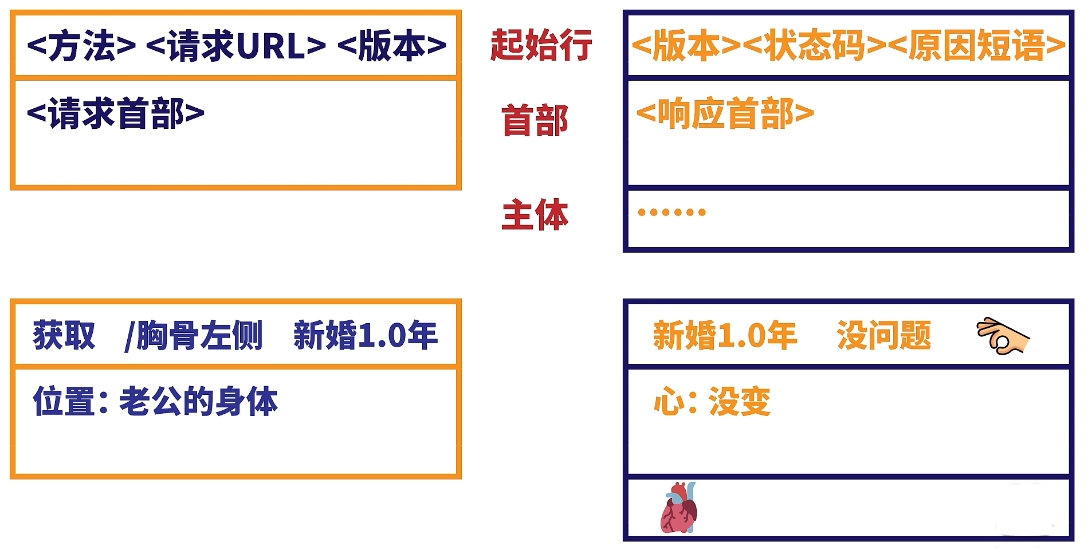 <方法> <请求URL> <版本>
起始行
<版本><状态码><原因短语>
<请求首部>
首部
<响应首部>
主体
······
获取 /胸骨左侧 新婚1.0年
新婚1.0年 没问题
位置：老公的身体
心：没变